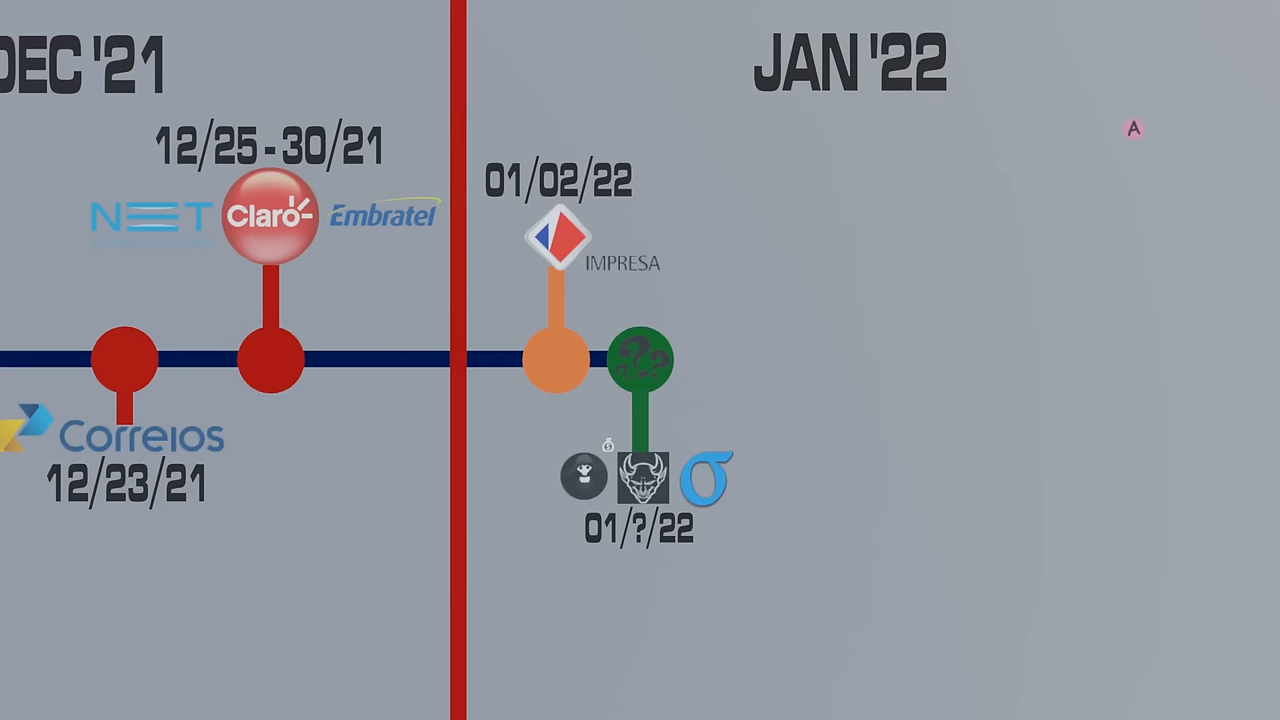 DEC '21
JAN '22
A
12/25 - 30/21
NET
Claro
Embratel
01/02/22
IMPRESA
???
Correios
12/23/21
$
σ
01/?/22